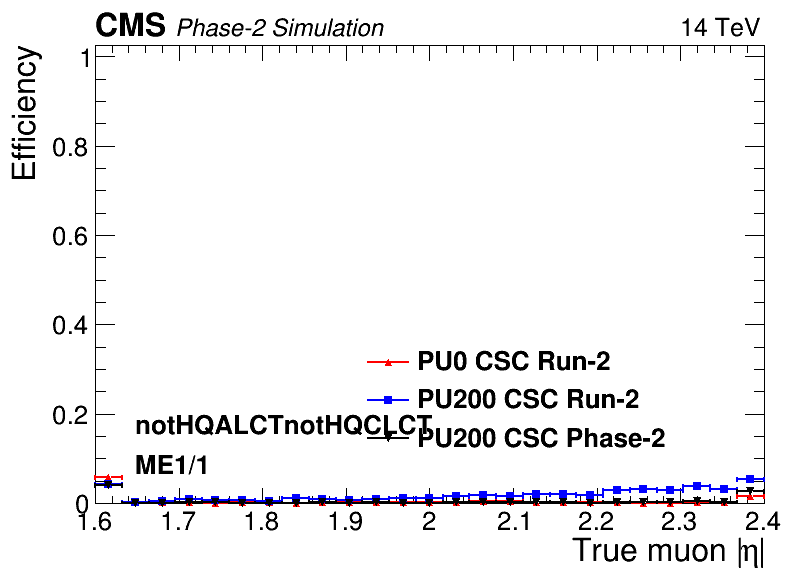 CMS Phase-2 Simulation 14 TeV
Efficiency
1
0.8
0.6
0.4
0.2
0
PU0 CSC Run-2
PU200 CSC Run-2
PU200 CSC Phase-2
notHQALCTnotHQCLCT
ME1/1
1.6 1.7 1.8 1.9 2 2.1 2.2 2.3 2.4
True muon |η|